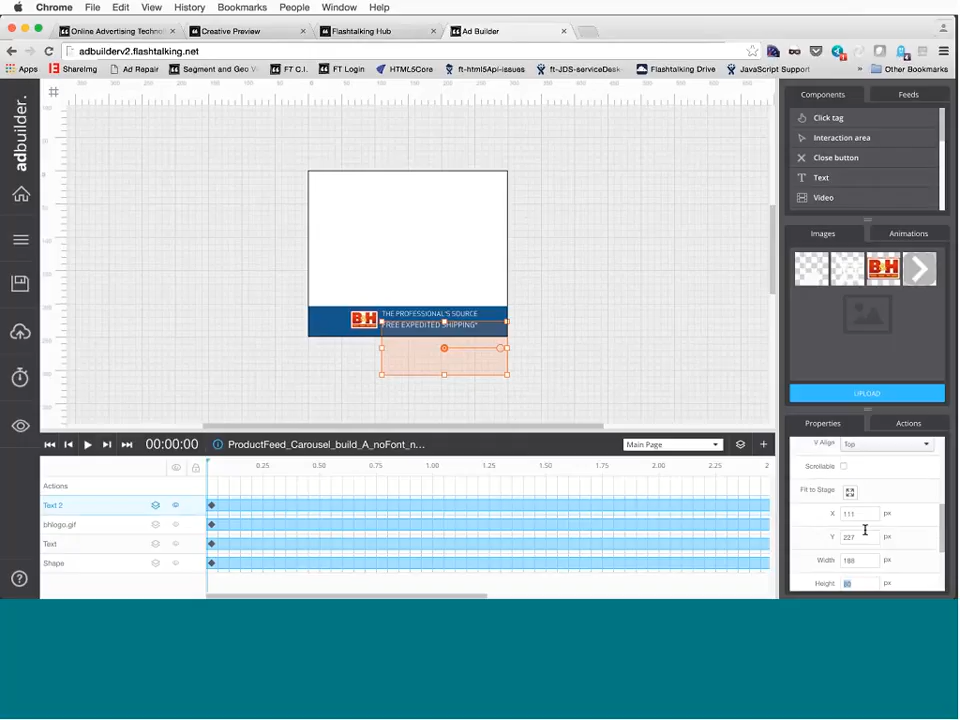 Chrome File Edit View History Bookmarks People Window Help
Online Advertising Technol Creative Preview Flashtalking Hub Ad Builder
adbuilderv2.flashtalking.net
Apps ShareImg Ad Repair Segment and Geo V FT C.I. FT Login HTML5Core ft-html5api-issues ft-JDS-serviceDesk Flashtalking Drive JavaScript Support Other Bookmarks
adbuilder.
Components Feeds
Click tag
Interaction area
Close button
Text
Video
Images Animations
B&H
UPLOAD
B&H THE PROFESSIONAL'S SOURCE
FREE EXPEDITED SHIPPING*
00:00:00 ProductFeed_Carousel_build_A_noFont_n... Main Page
Properties Actions
V Align Top
Scrollable
Fit to Stage
X 111 px
Y 227 px
Width 188 px
Height 80 px
0.25 0.50 0.75 1.00 1.25 1.50 1.75 2.00 2.25 2
Actions
Text 2
bhlogo.gif
Text
Shape